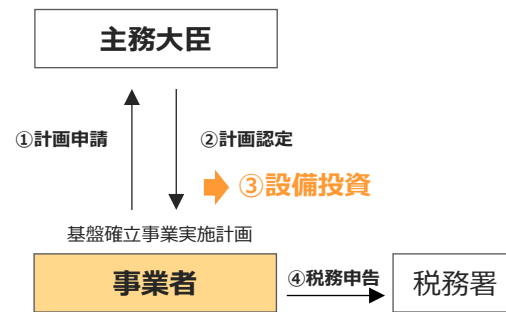 主務大臣
①計画申請
②計画認定
③設備投資
基盤確立事業実施計画
事業者
④税務申告
税務署